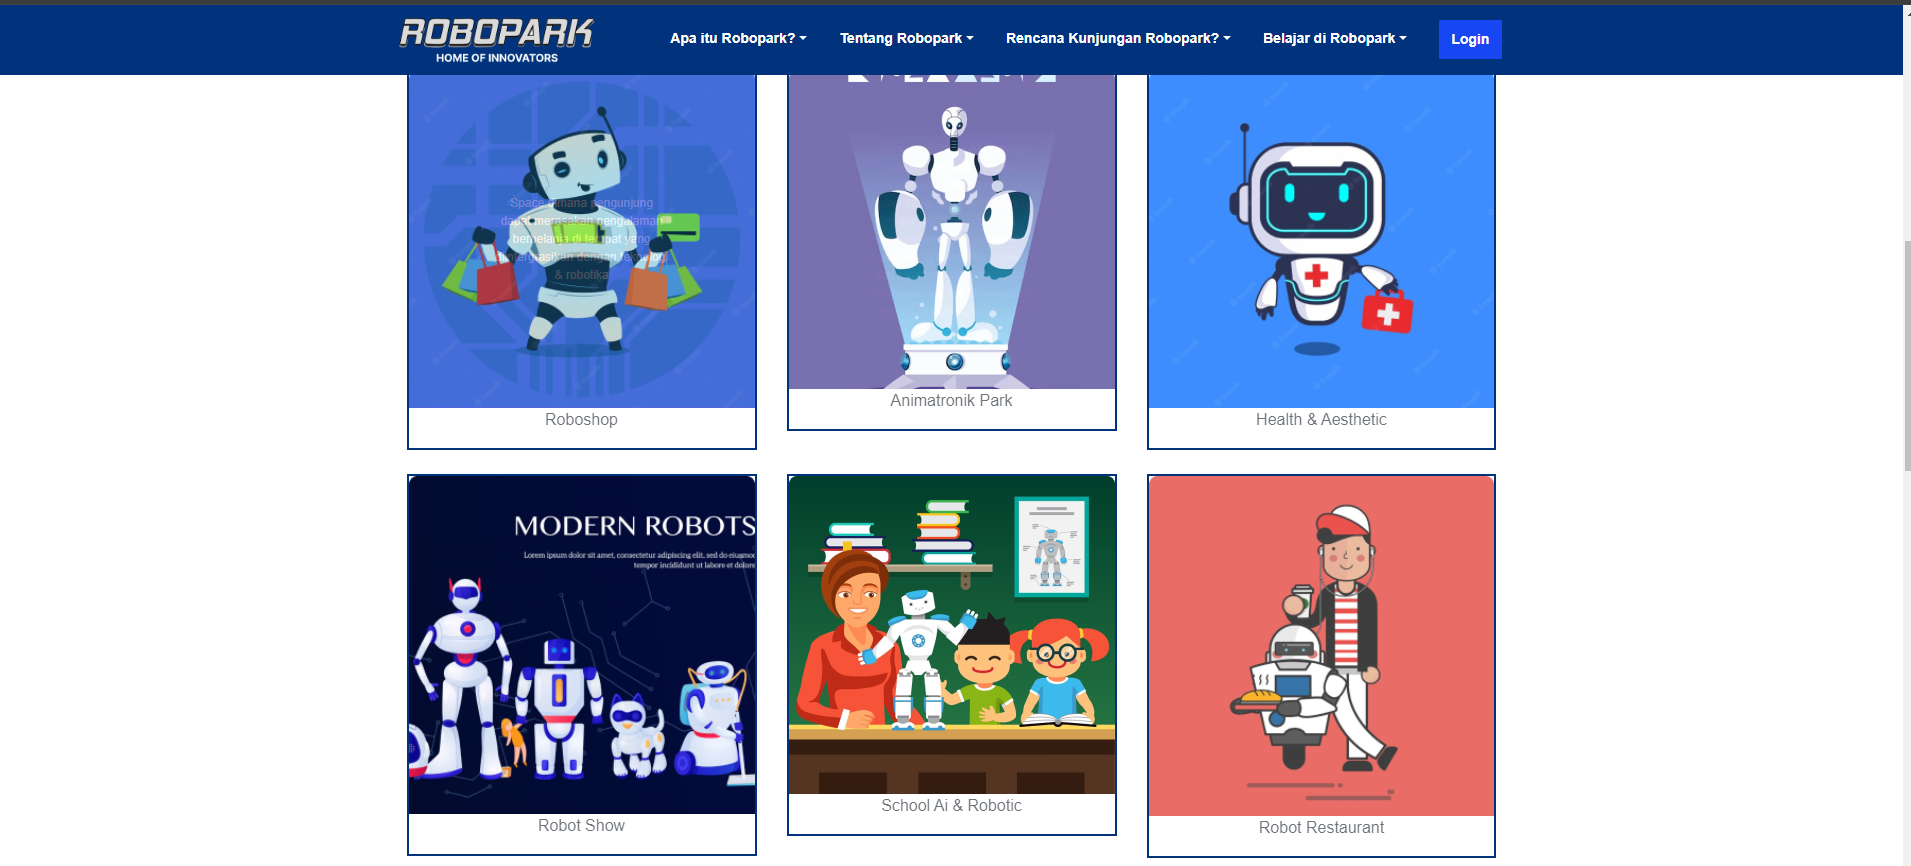 ROBOPARK
HOME OF INNOVATORS
Apa itu Robopark?
Tentang Robopark
Rencana Kunjungan Robopark?
Belajar di Robopark
Login
Space dimana pengunjung
dapat merasakan pengalaman
berbelanja di tempat yang
diintergrasikan dengan teknologi
& robotika
Roboshop
Animatronik Park
Health & Aesthetic
MODERN ROBOTS
Lorem ipsum dolor sit amet, consectetur adipiscing elit, sed do eiusmod
tempor incididunt ut labore et dolore
Robot Show
School Ai & Robotic
Robot Restaurant